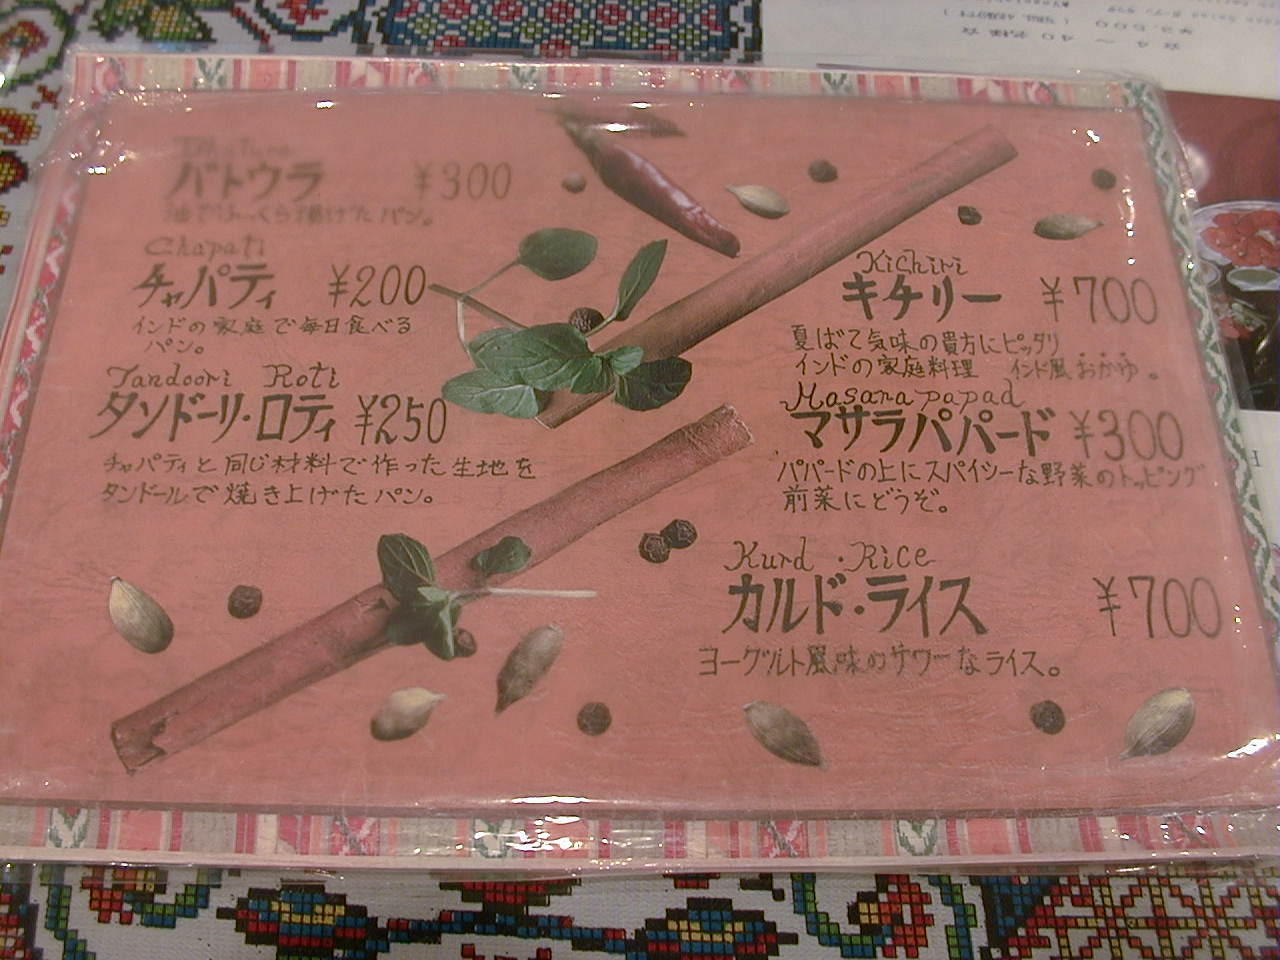 バトウラ ¥300
油でふっくら揚げたパン。
Chapati
チャパティ ¥200
インドの家庭で毎日食べる
パン。
Tandoori Roti
タンドーリ・ロティ ¥250
チャパティと同じ材料で作った生地を
タンドールで焼き上げたパン。
Kichiri
キチリー ¥700
夏ばて気味の貴方にピッタリ
インドの家庭料理 インド風おかゆ。
Masara papad
マサラパパード ¥300
パパードの上にスパイシーな野菜のトッピング
前菜にどうぞ。
Kurd・Rice
カルド・ライス ¥700
ヨーグルト風味のサワーなライス。